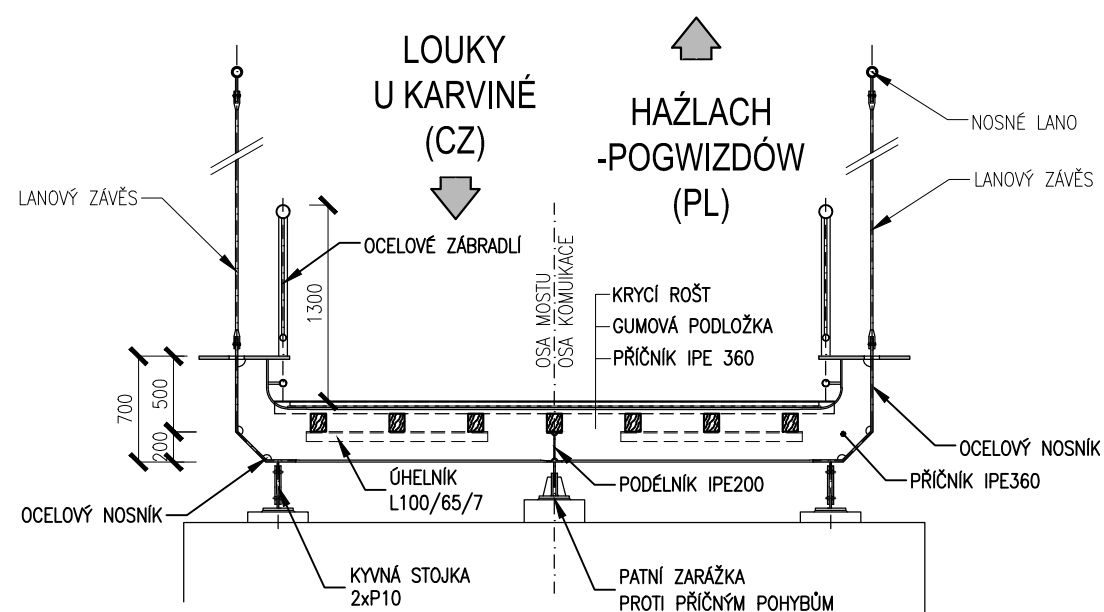 LOUKY
U KARVINÉ
(CZ)
HAŹLACH
-POGWIZDÓW
(PL)
NOSNÉ LANO
LANOVÝ ZÁVĚS
LANOVÝ ZÁVĚS
OCELOVÉ ZÁBRADLÍ
1300
OSA MOSTU
OSA KOMUIKACE
KRYCÍ ROŠT
GUMOVÁ PODLOŽKA
PŘÍČNÍK IPE 360
700
500
200
OCELOVÝ NOSNÍK
PŘÍČNÍK IPE360
ÚHELNÍK
L100/65/7
PODÉLNÍK IPE200
OCELOVÝ NOSNÍK
KYVNÁ STOJKA
2xP10
PATNÍ ZARÁŽKA
PROTI PŘÍČNÝM POHYBŮM